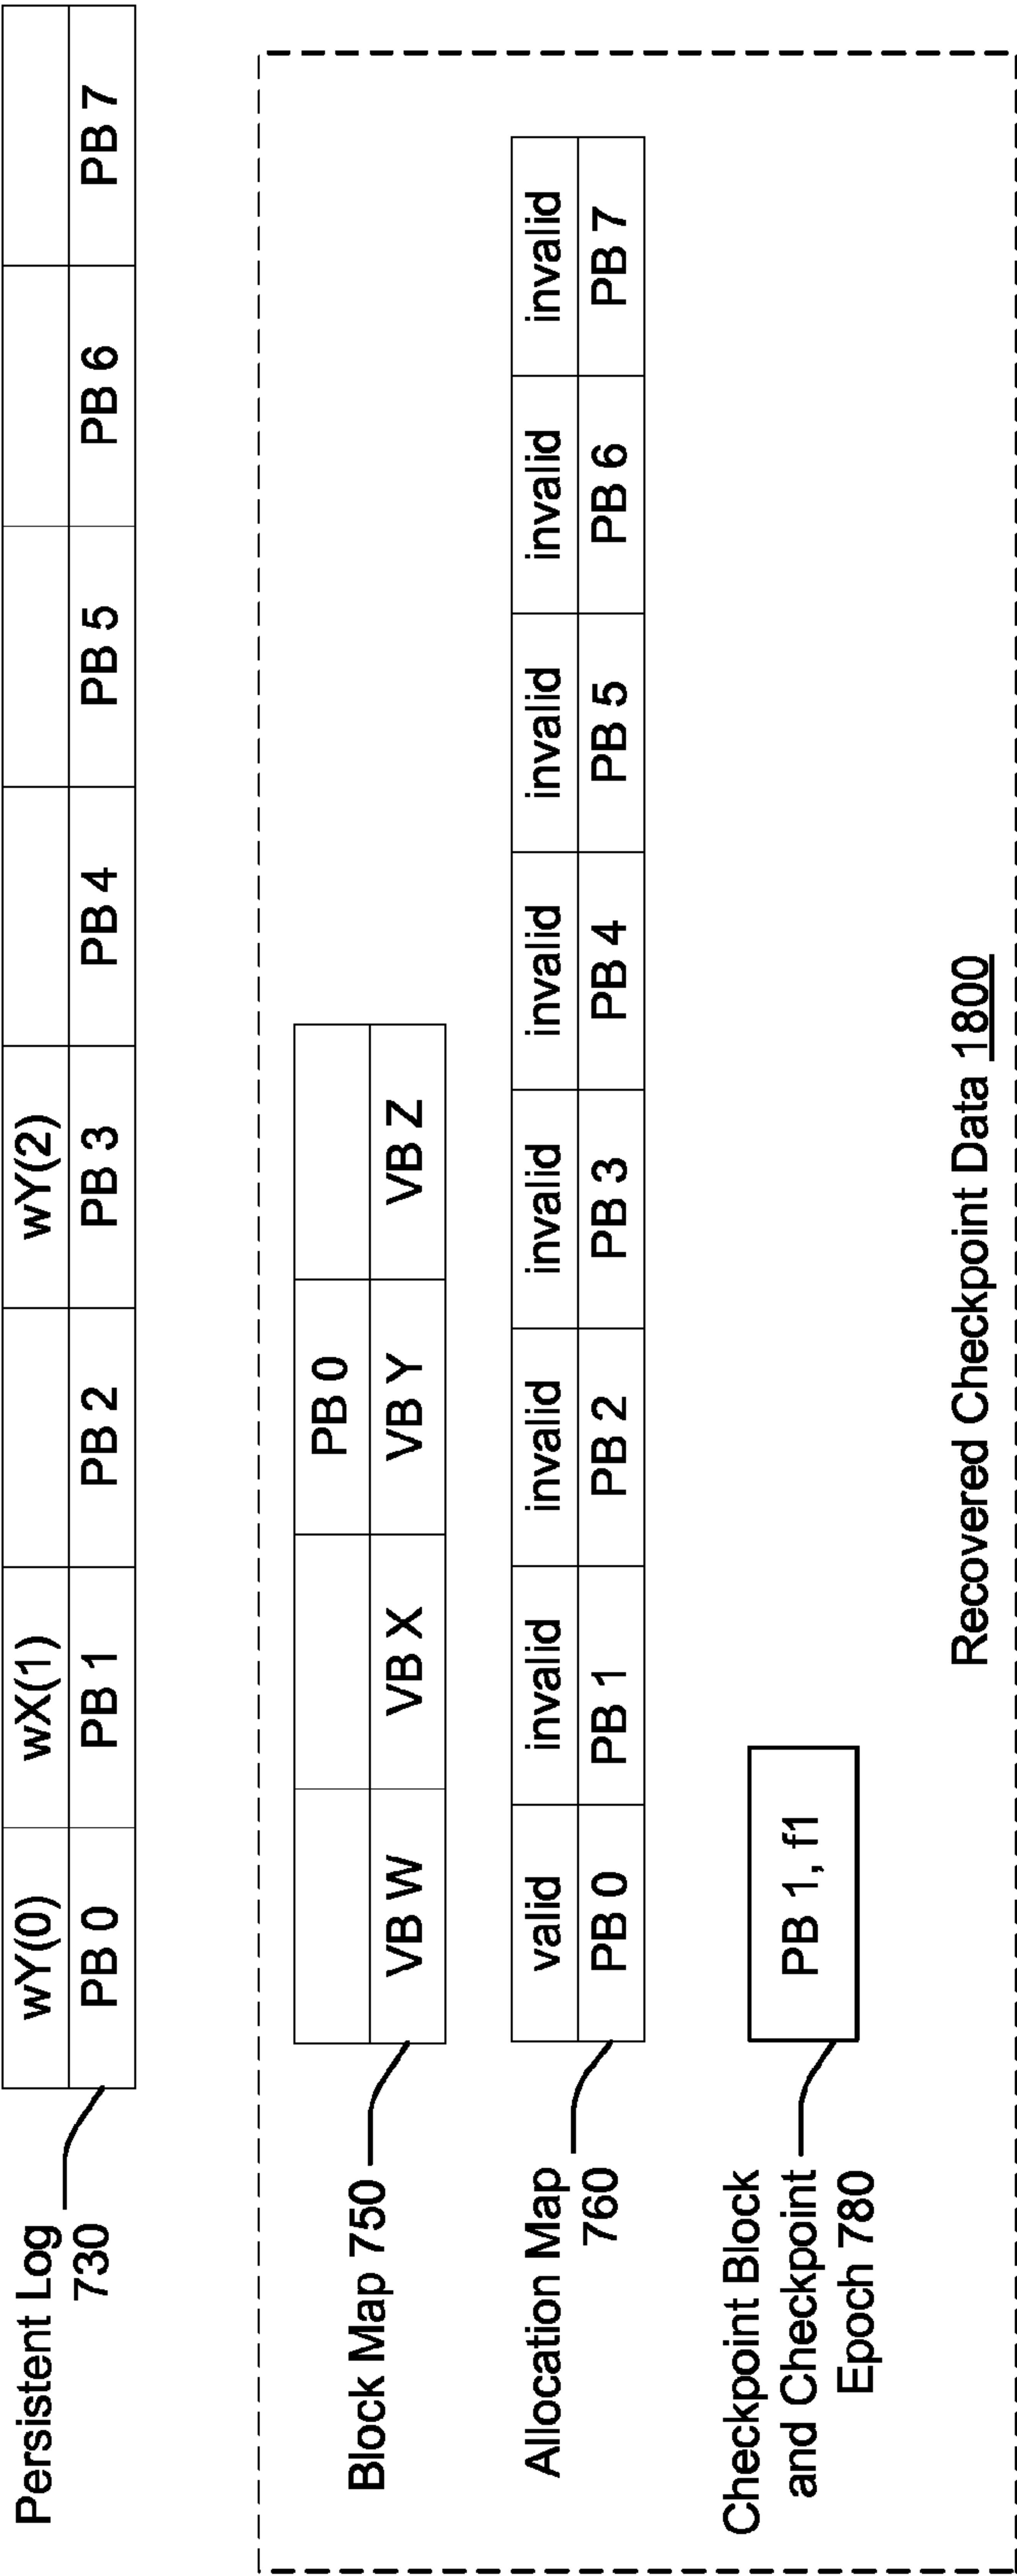 Persistent Log
730
wY(0) wX(1) wY(2)
PB 0 PB 1 PB 2 PB 3 PB 4 PB 5 PB 6 PB 7
Block Map 750
PB 0
VB W VB X VB Y VB Z
Allocation Map
760
valid invalid invalid invalid invalid invalid invalid invalid
PB 0 PB 1 PB 2 PB 3 PB 4 PB 5 PB 6 PB 7
Checkpoint Block
and Checkpoint
Epoch 780
PB 1, f1
Recovered Checkpoint Data 1800